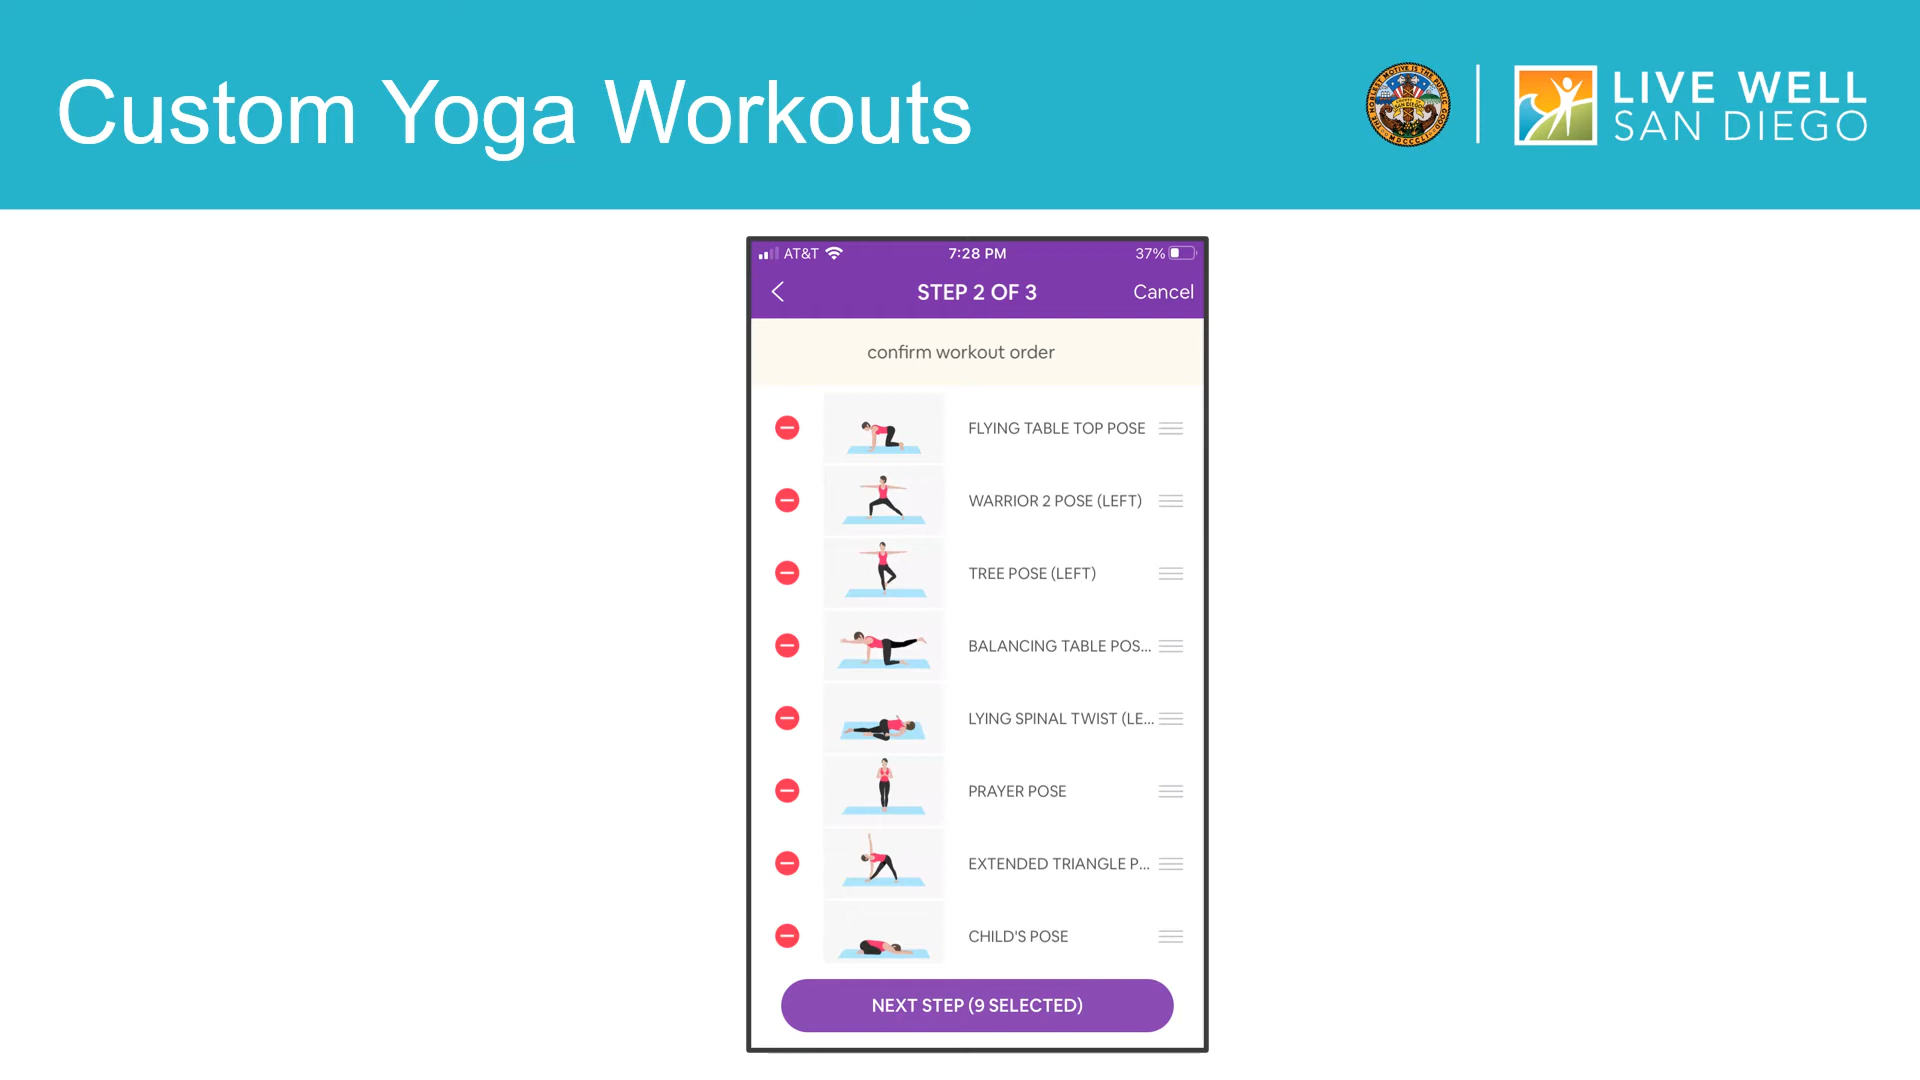 Custom Yoga Workouts
LIVE WELL
SAN DIEGO
AT&T 7:28 PM 37%
STEP 2 OF 3 Cancel
confirm workout order
FLYING TABLE TOP POSE
WARRIOR 2 POSE (LEFT)
TREE POSE (LEFT)
BALANCING TABLE POS...
LYING SPINAL TWIST (LE...
PRAYER POSE
EXTENDED TRIANGLE P...
CHILD'S POSE
NEXT STEP (9 SELECTED)